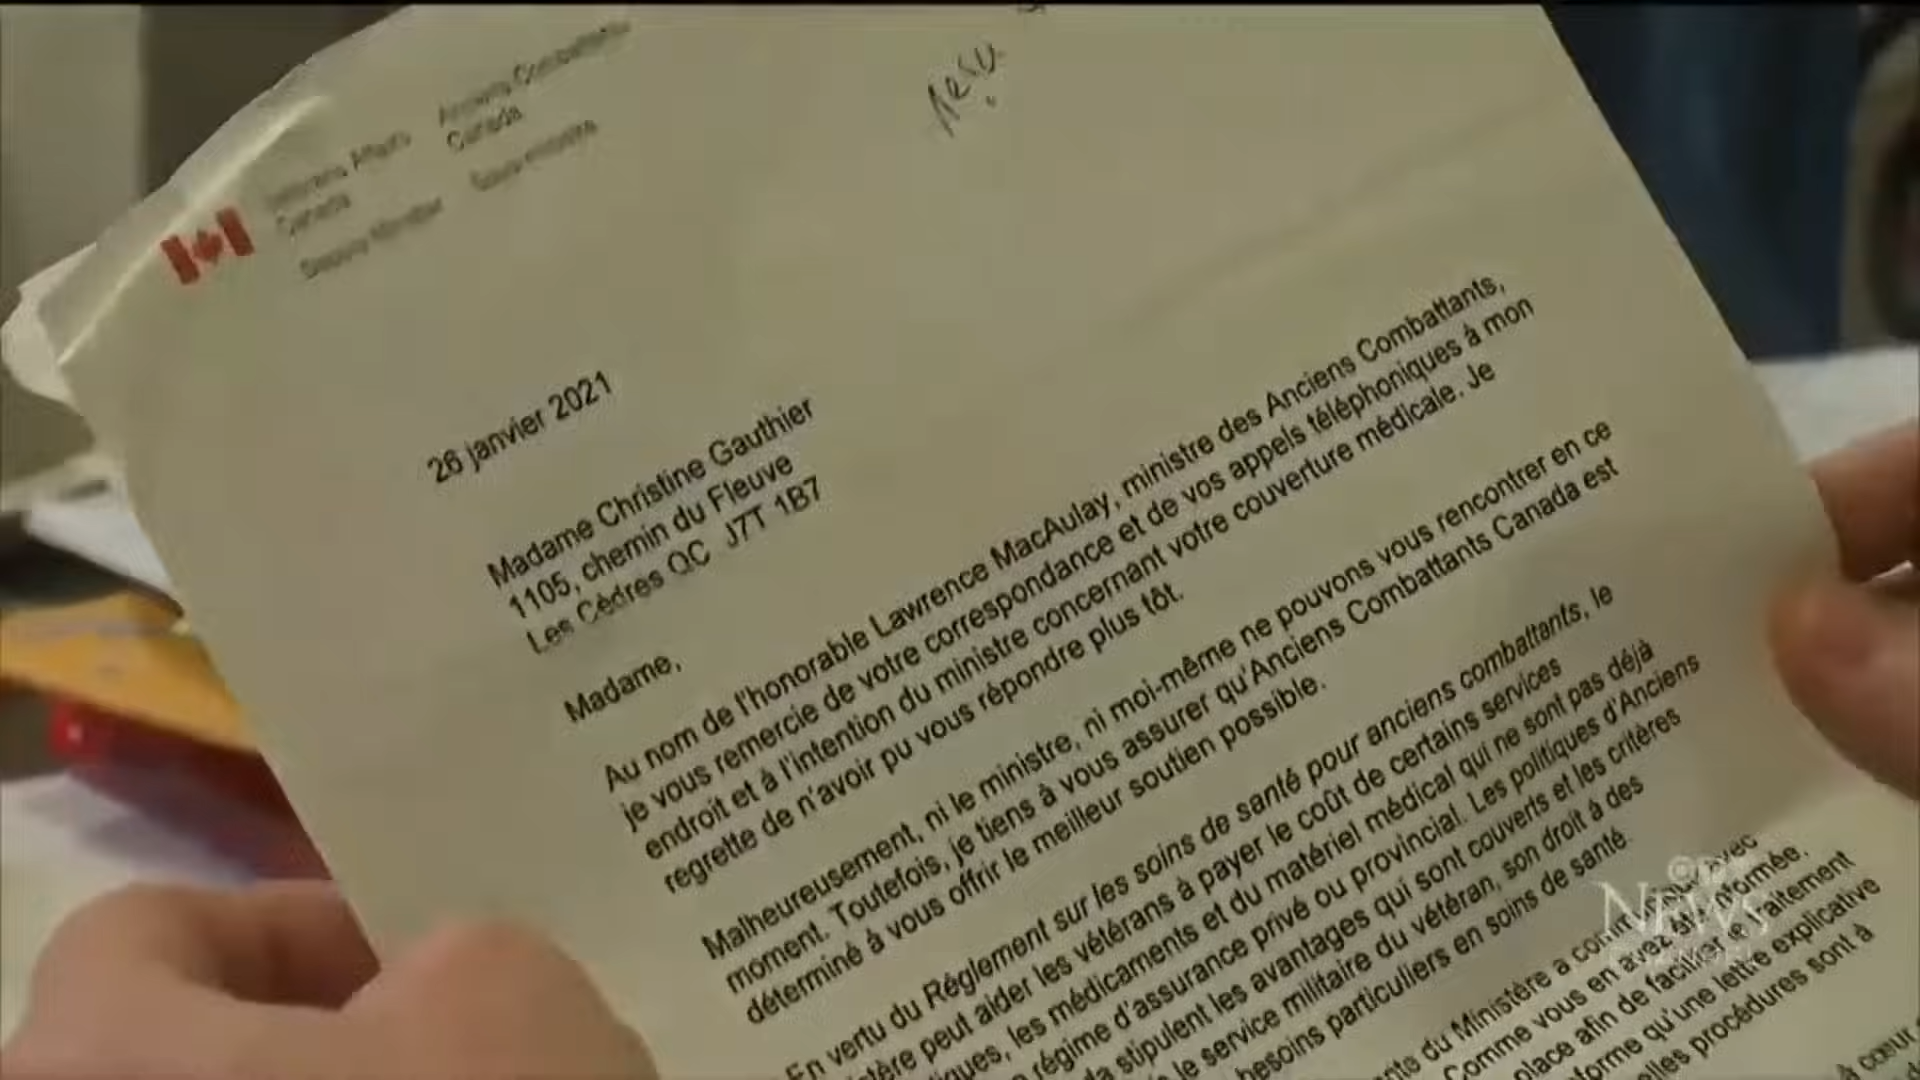 Veterans Affairs
Canada
Anciens Combattants
Canada
Deputy Minister
Sous-ministre
26 janvier 2021
Madame Christine Gauthier
1105, chemin du Fleuve
Les Cèdres QC J7T 1B7
Madame,
Au nom de l'honorable Lawrence MacAulay, ministre des Anciens Combattants,
je vous remercie de votre correspondance et de vos appels téléphoniques à mon
endroit et à l'intention du ministre concernant votre couverture médicale. Je
regrette de n'avoir pu vous répondre plus tôt.
Malheureusement, ni le ministre, ni moi-même ne pouvons vous rencontrer en ce
moment. Toutefois, je tiens à vous assurer qu'Anciens Combattants Canada est
déterminé à vous offrir le meilleur soutien possible.
En vertu du Règlement sur les soins de santé pour anciens combattants, le
istère peut aider les vétérans à payer le coût de certains services
tiques, les médicaments et du matériel médical qui ne sont pas déjà
régime d'assurance privé ou provincial. Les politiques d'Anciens
da stipulent les avantages qui sont couverts et les critères
le service militaire du vétéran, son droit à des
besoins particuliers en soins de santé.
nte du Ministère a avec
Comme vous en avez été informée,
place afin de faciliter le traitement
forme qu'une lettre explicative
elles procédures sont à
à cœur
CTV
NEWS
CHANNEL